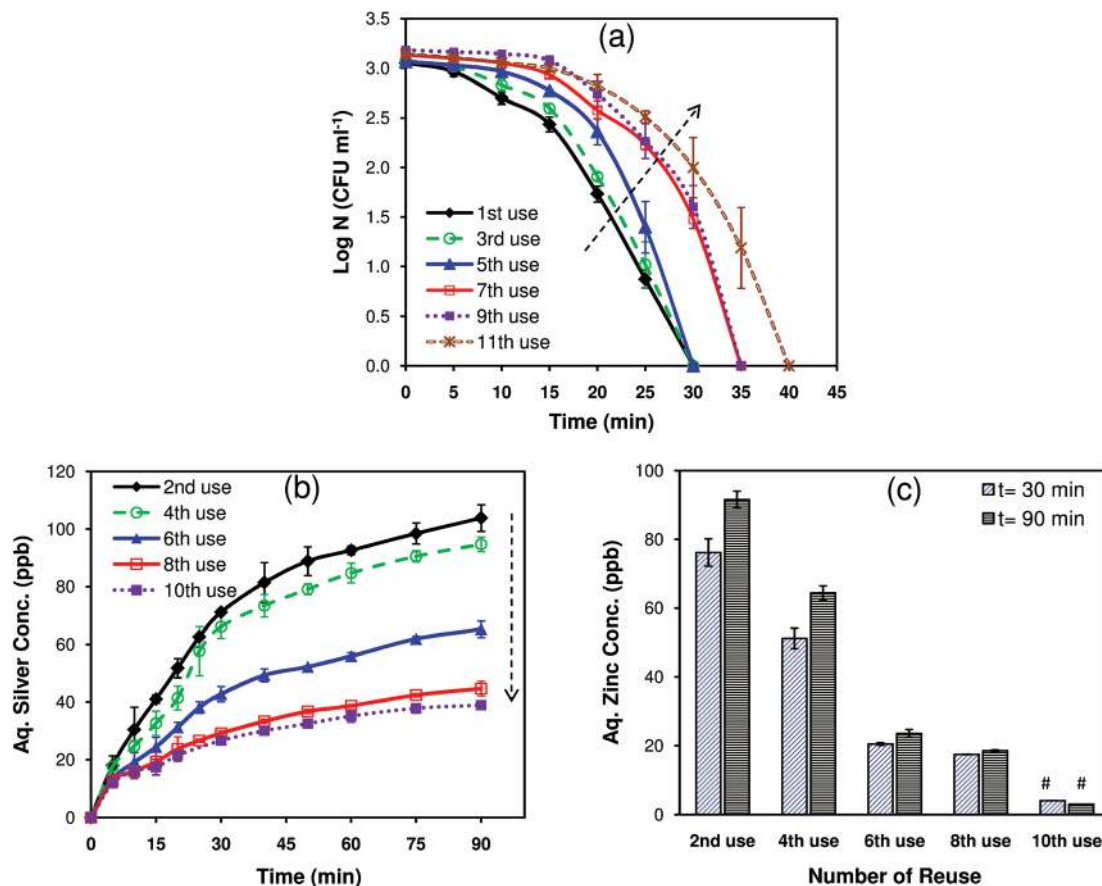 (a)
3.5
3.0
2.5
2.0
1.5
1.0
0.5
0.0
Log N (CFU ml⁻¹)
1st use
3rd use
5th use
7th use
9th use
11th use
0 5 10 15 20 25 30 35 40 45
Time (min)
(b)
120
100
80
60
40
20
0
Aq. Silver Conc. (ppb)
2nd use
4th use
6th use
8th use
10th use
0 15 30 45 60 75 90
Time (min)
(c)
100
80
60
40
20
0
Aq. Zinc Conc. (ppb)
t= 30 min
t= 90 min
# #
2nd use 4th use 6th use 8th use 10th use
Number of Reuse